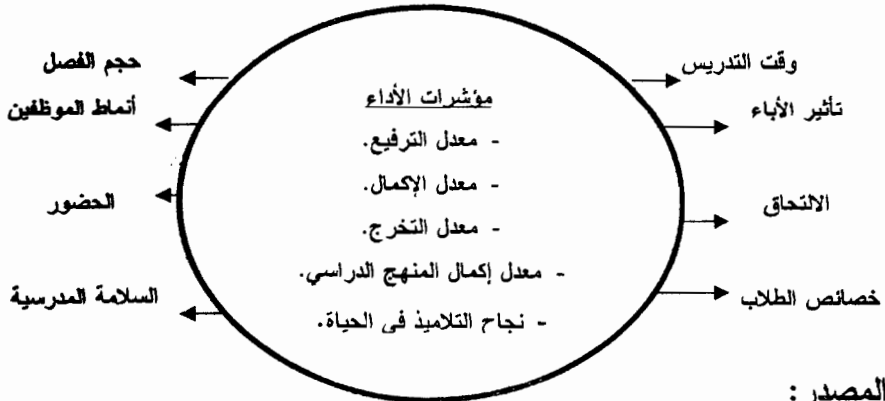 وقت التدريس
حجم الفصل
تأثير الأباء
أنماط الموظفين
الالتحاق
الحضور
خصائص الطلاب
السلامة المدرسية
مؤشرات الأداء
- معدل الترفيع.
- معدل الإكمال.
- معدل التخرج.
- معدل إكمال المنهج الدراسي.
- نجاح التلاميذ فى الحياة.
المصدر :